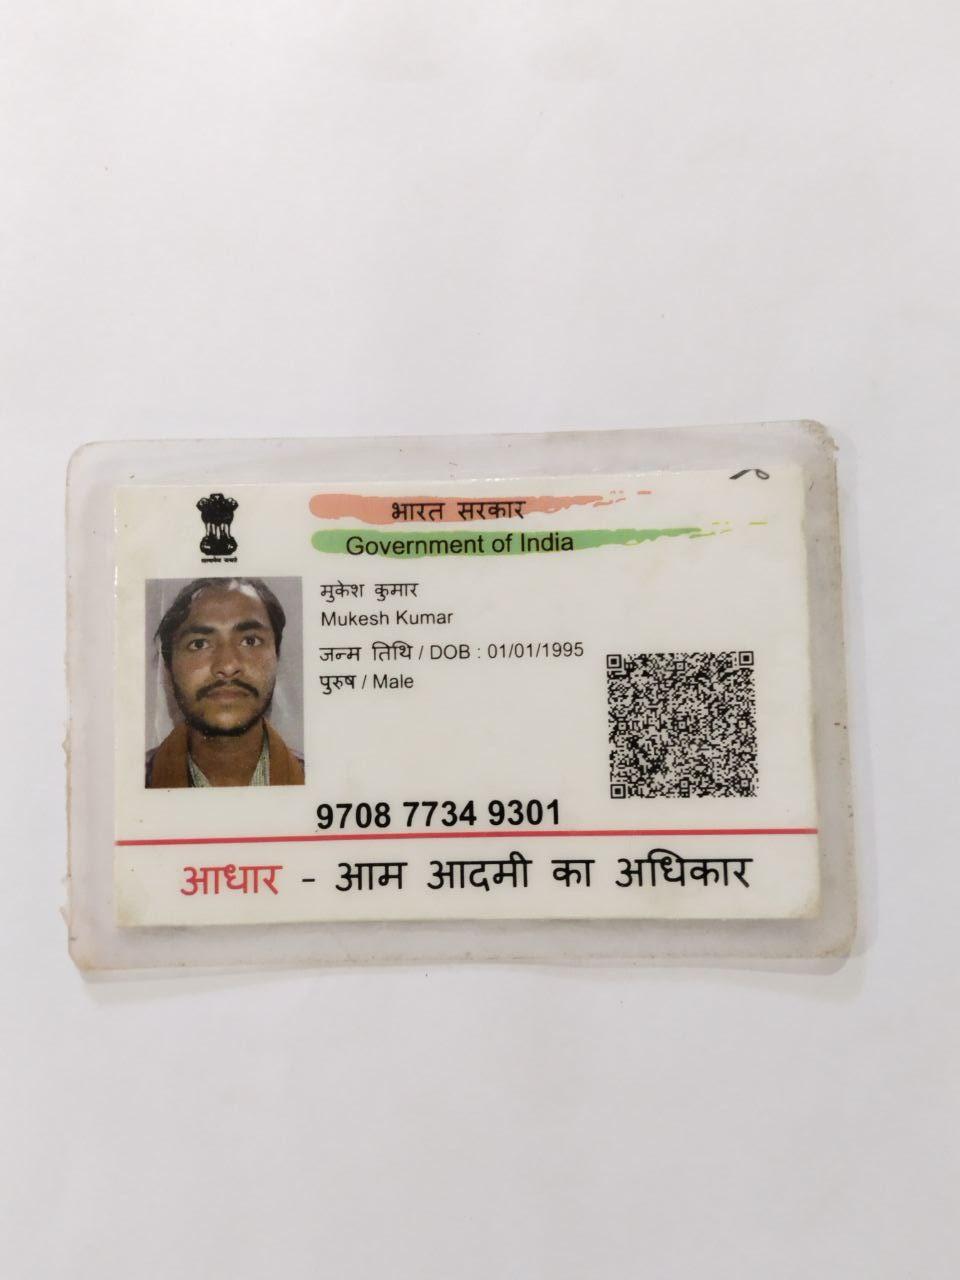 भारत सरकार
Government of India
मुकेश कुमार
Mukesh Kumar
जन्म तिथि / DOB : 01/01/1995
पुरुष / Male
9708 7734 9301
आधार - आम आदमी का अधिकार